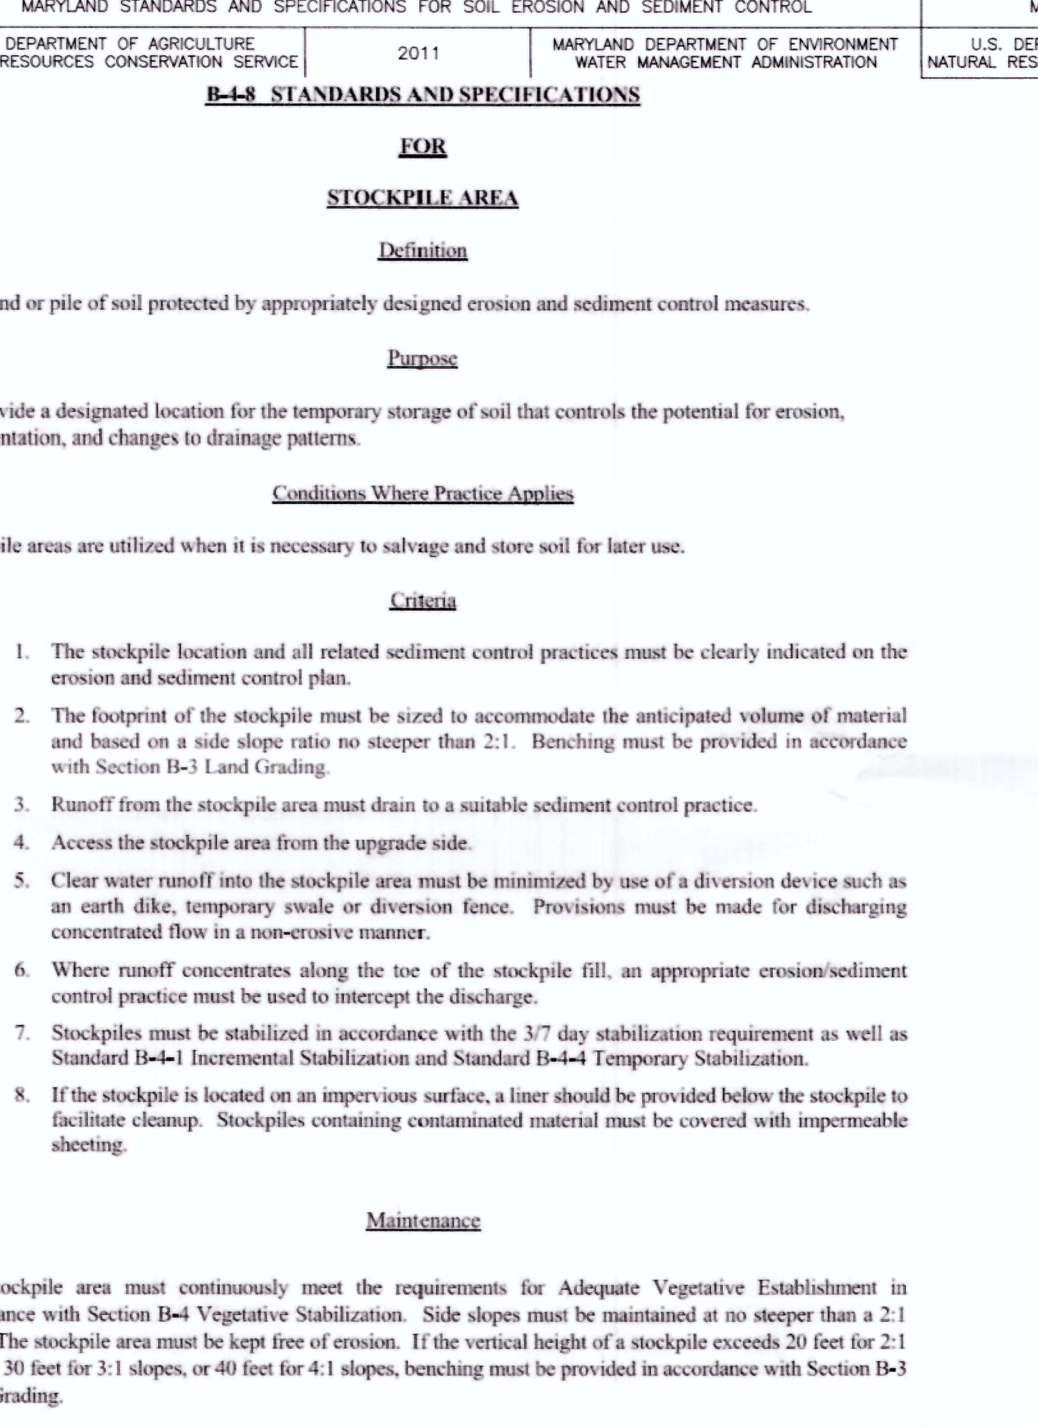 MARYLAND STANDARDS AND SPECIFICATIONS FOR SOIL EROSION AND SEDIMENT CONTROL
DEPARTMENT OF AGRICULTURE
RESOURCES CONSERVATION SERVICE
2011
MARYLAND DEPARTMENT OF ENVIRONMENT
WATER MANAGEMENT ADMINISTRATION
U.S. DEP
NATURAL RES
B-4-8 STANDARDS AND SPECIFICATIONS
FOR
STOCKPILE AREA
Definition
nd or pile of soil protected by appropriately designed erosion and sediment control measures.
Purpose
vide a designated location for the temporary storage of soil that controls the potential for erosion,
ntation, and changes to drainage patterns.
Conditions Where Practice Applies
ile areas are utilized when it is necessary to salvage and store soil for later use.
Criteria
1. The stockpile location and all related sediment control practices must be clearly indicated on the
erosion and sediment control plan.
2. The footprint of the stockpile must be sized to accommodate the anticipated volume of material
and based on a side slope ratio no steeper than 2:1. Benching must be provided in accordance
with Section B-3 Land Grading.
3. Runoff from the stockpile area must drain to a suitable sediment control practice.
4. Access the stockpile area from the upgrade side.
5. Clear water runoff into the stockpile area must be minimized by use of a diversion device such as
an earth dike, temporary swale or diversion fence. Provisions must be made for discharging
concentrated flow in a non-erosive manner.
6. Where runoff concentrates along the toe of the stockpile fill, an appropriate erosion/sediment
control practice must be used to intercept the discharge.
7. Stockpiles must be stabilized in accordance with the 3/7 day stabilization requirement as well as
Standard B-4-1 Incremental Stabilization and Standard B-4-4 Temporary Stabilization.
8. If the stockpile is located on an impervious surface, a liner should be provided below the stockpile to
facilitate cleanup. Stockpiles containing contaminated material must be covered with impermeable
sheeting.
Maintenance
ockpile area must continuously meet the requirements for Adequate Vegetative Establishment in
ance with Section B-4 Vegetative Stabilization. Side slopes must be maintained at no steeper than a 2:1
The stockpile area must be kept free of erosion. If the vertical height of a stockpile exceeds 20 feet for 2:1
30 feet for 3:1 slopes, or 40 feet for 4:1 slopes, benching must be provided in accordance with Section B-3
Grading.